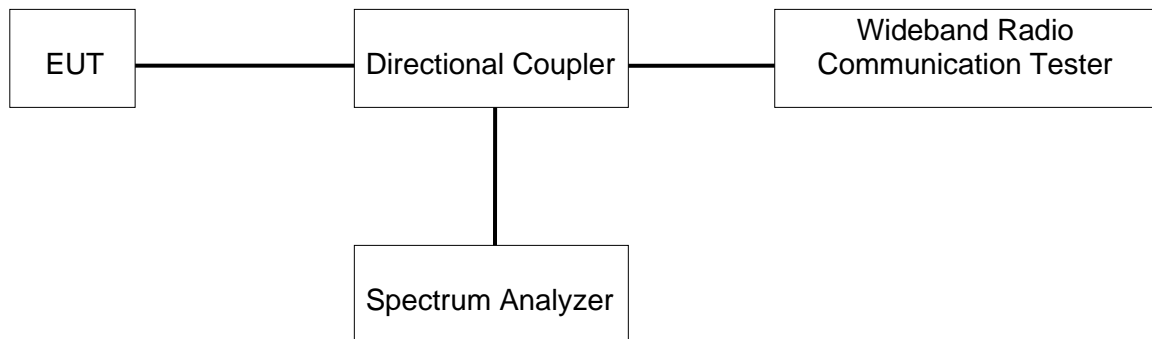 EUT
Directional Coupler
Wideband Radio
Communication Tester
Spectrum Analyzer